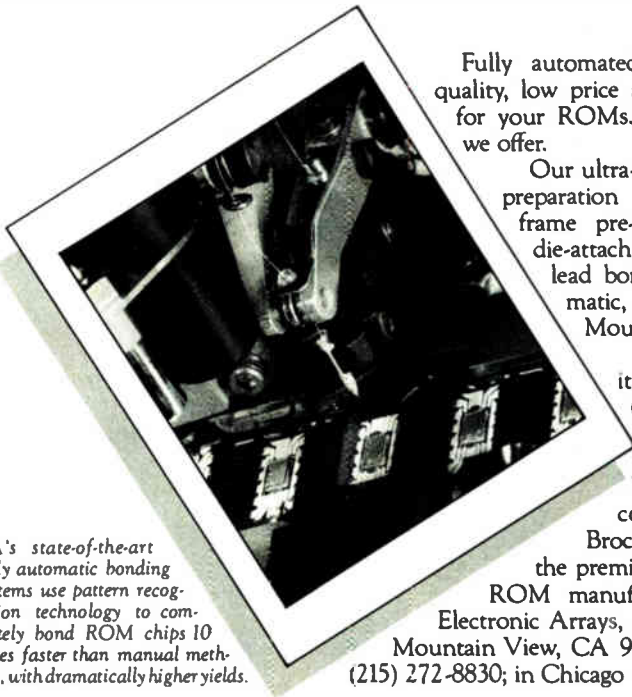 Fully automated
quality, low price
for your ROMs.
we offer.
Our ultra-
preparation
frame pre-
die-attach
lead bon
matic,
Mou
it
ce
Broc
the premi
ROM manuf
Electronic Arrays,
Mountain View, CA 9
(215) 272-8830; in Chicago
's state-of-the-art
ly automatic bonding
tems use pattern recog-
ion technology to com-
tely bond ROM chips 10
es faster than manual meth-
, with dramatically higher yields.